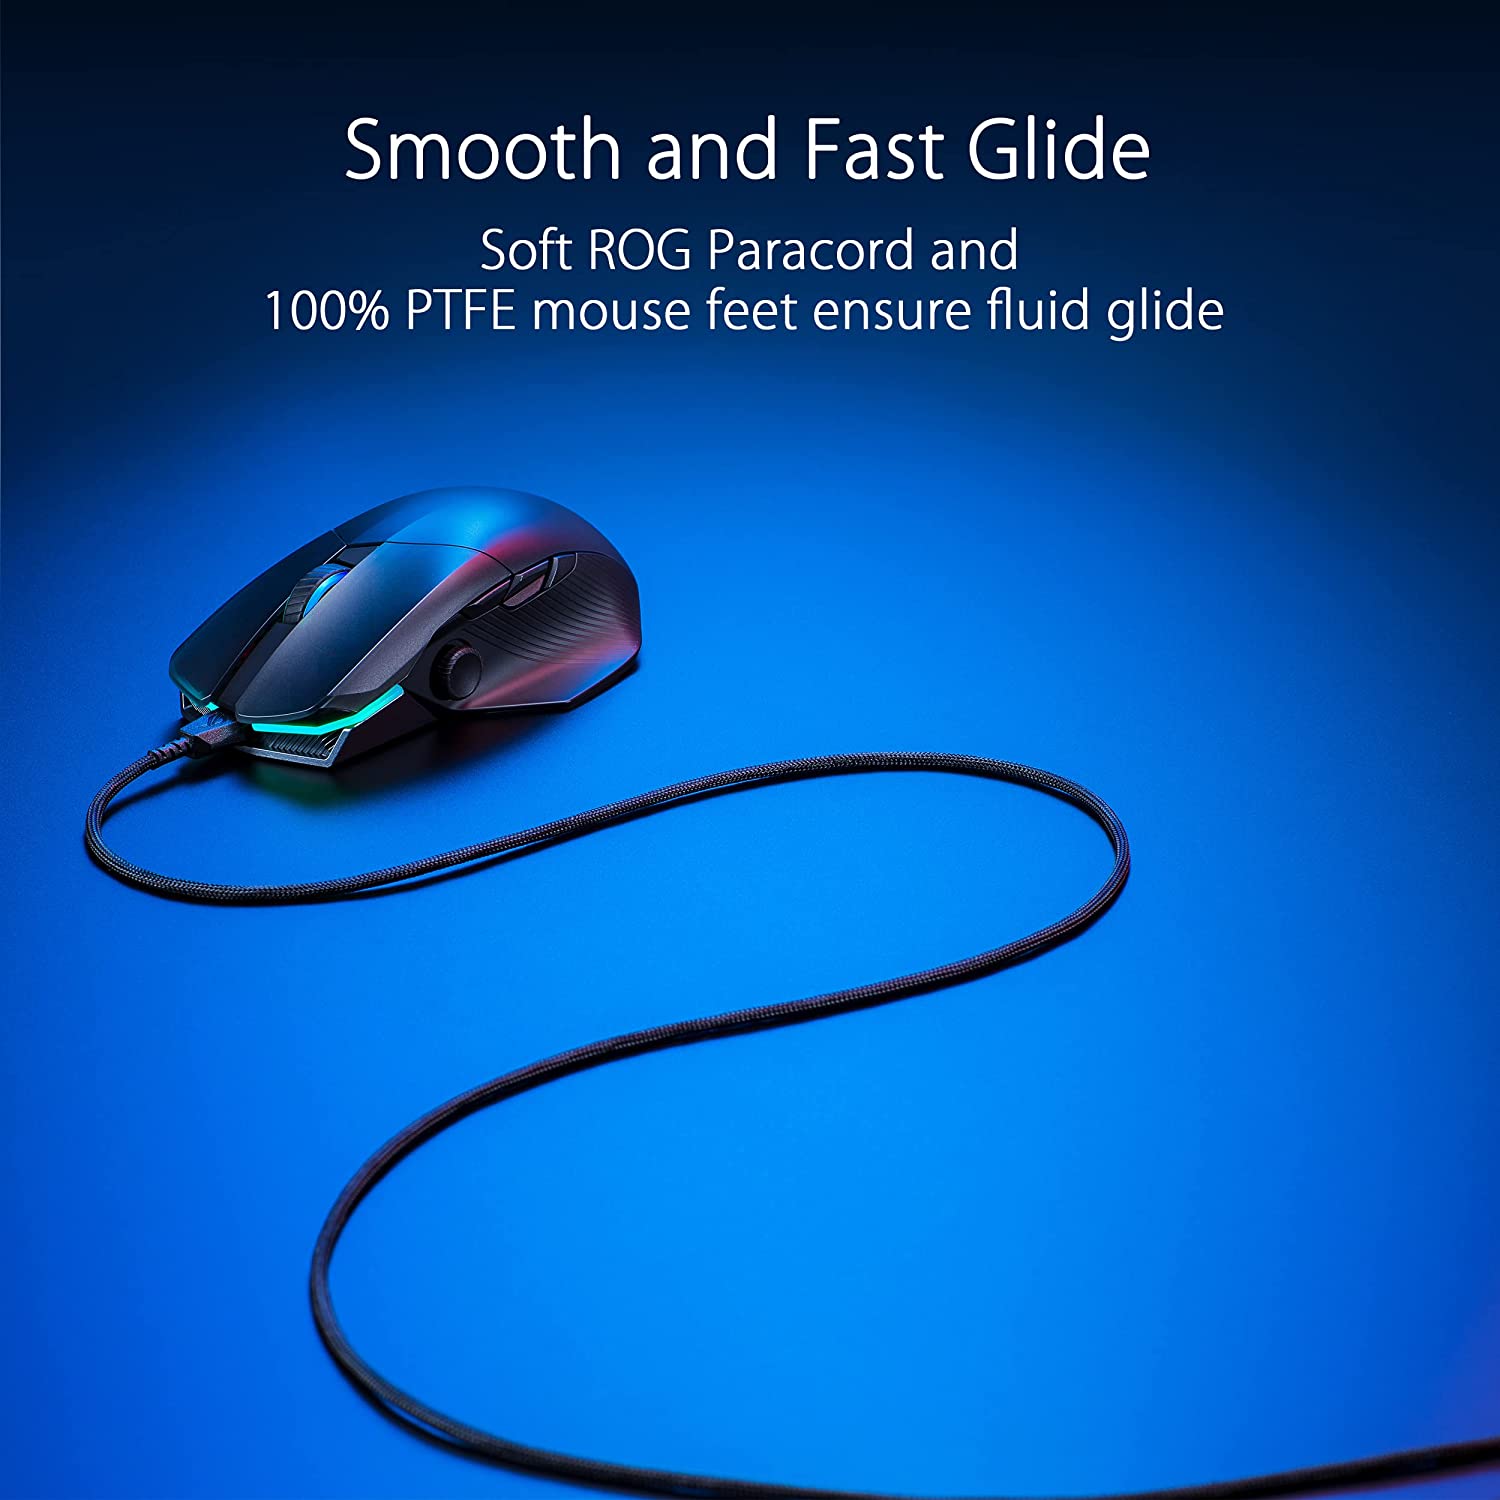 Smooth and Fast Glide
Soft ROG Paracord and
100% PTFE mouse feet ensure fluid glide